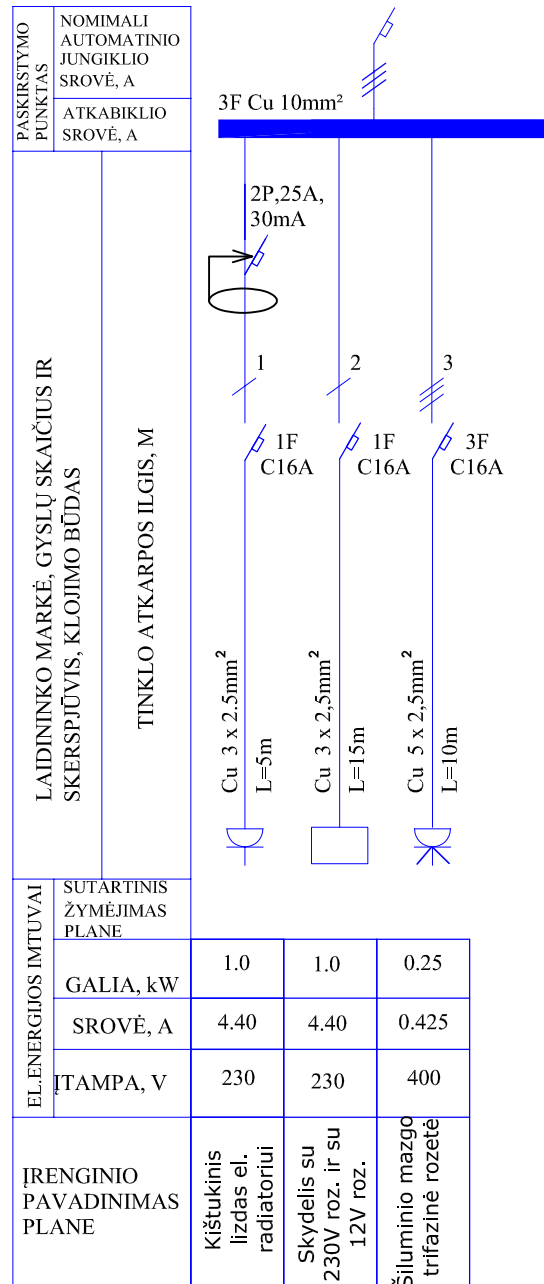 PASKIRSTYMO
PUNKTAS
NOMIMALI
AUTOMATINIO
JUNGIKLIO
SROVĖ, A
ATKABIKLIO
SROVĖ, A
3F Cu 10mm²
2P,25A,
30mA
1
2
3
1F
C16A
1F
C16A
3F
C16A
LAIDININKO MARKĖ, GYSLŲ SKAIČIUS IR
SKERSPJŪVIS, KLOJIMO BŪDAS
TINKLO ATKARPOS ILGIS, M
Cu 3 x 2.5mm²
L=5m
Cu 3 x 2,5mm²
L=15m
Cu 5 x 2,5mm²
L=10m
EL.ENERGIJOS IMTUVAI
SUTARTINIS
ŽYMĖJIMAS
PLANE
GALIA, kW
1.0
1.0
0.25
SROVĖ, A
4.40
4.40
0.425
ĮTAMPA, V
230
230
400
ĮRENGINIO
PAVADINIMAS
PLANE
Kištukinis
lizdas el.
radiatoriui
Skydelis su
230V roz. ir su
12V roz.
Šiluminio mazgo
trifazinė rozetė